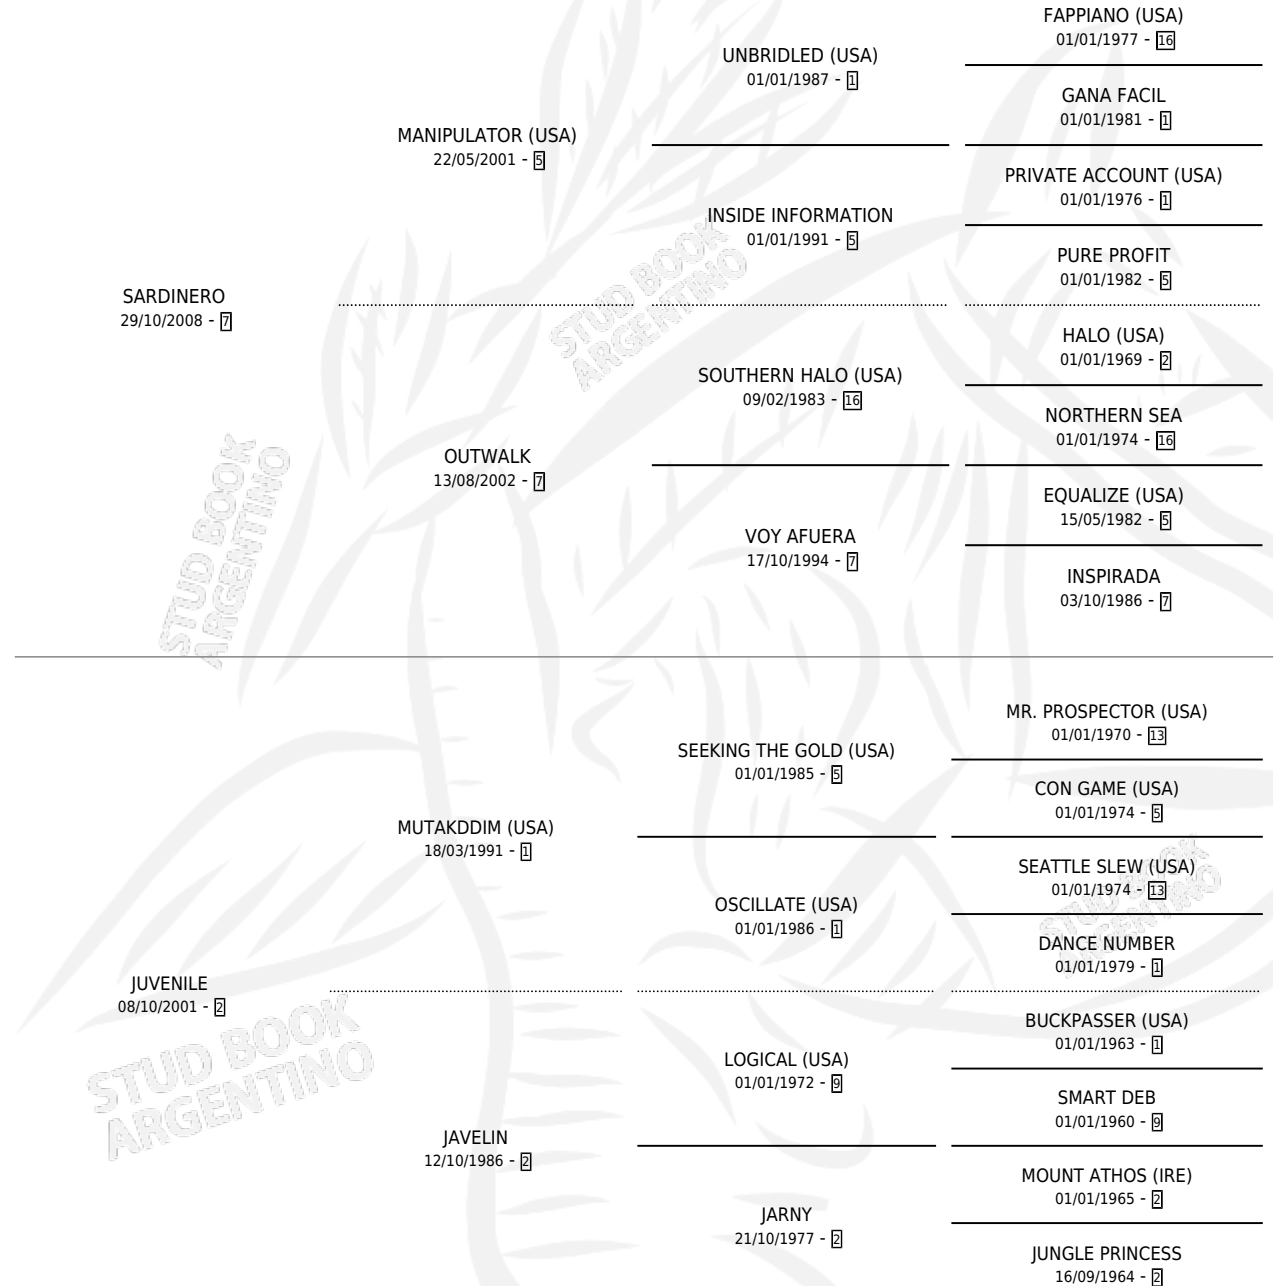 FAPPIANO (USA)
01/01/1977 - 16
UNBRIDLED (USA)
01/01/1987 - 1
GANA FACIL
01/01/1981 - 1
MANIPULATOR (USA)
22/05/2001 - 5
PRIVATE ACCOUNT (USA)
01/01/1976 - 1
INSIDE INFORMATION
01/01/1991 - 5
PURE PROFIT
01/01/1982 - 5
SARDINERO
29/10/2008 - 7
STUD BOOK
ARGENTINO
HALO (USA)
01/01/1969 - 2
SOUTHERN HALO (USA)
09/02/1983 - 16
NORTHERN SEA
01/01/1974 - 16
OUTWALK
13/08/2002 - 7
EQUALIZE (USA)
15/05/1982 - 5
VOY AFUERA
17/10/1994 - 7
INSPIRADA
03/10/1986 - 7
STUD BOOK
ARGENTINO
MR. PROSPECTOR (USA)
01/01/1970 - 13
SEEKING THE GOLD (USA)
01/01/1985 - 5
CON GAME (USA)
01/01/1974 - 5
MUTAKDDIM (USA)
18/03/1991 - 1
SEATTLE SLEW (USA)
01/01/1974 - 13
OSCILLATE (USA)
01/01/1986 - 1
STUD BOOK
ARGENTINO
DANCE NUMBER
01/01/1979 - 1
JUVENILE
08/10/2001 - 2
BUCKPASSER (USA)
01/01/1963 - 1
LOGICAL (USA)
01/01/1972 - 9
SMART DEB
01/01/1960 - 9
STUD BOOK
ARGENTINO
JAVELIN
12/10/1986 - 2
MOUNT ATHOS (IRE)
01/01/1965 - 2
JARNY
21/10/1977 - 2
JUNGLE PRINCESS
16/09/1964 - 2